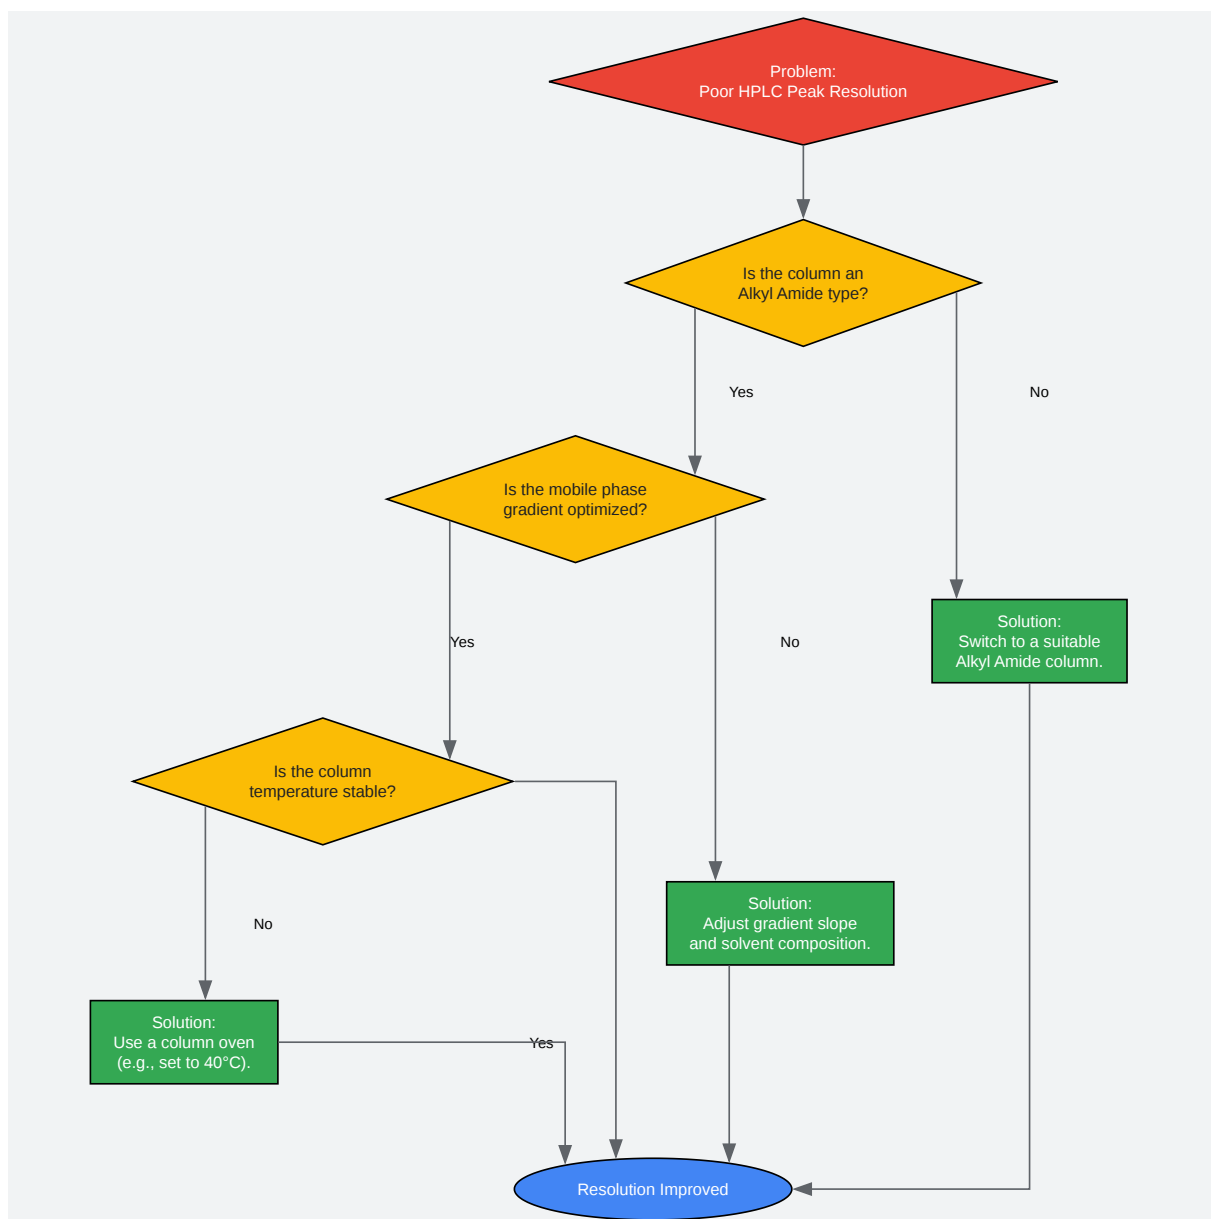 Problem:
Poor HPLC Peak Resolution
Is the column an
Alkyl Amide type?
Yes
No
Is the mobile phase
gradient optimized?
Yes
No
Solution:
Switch to a suitable
Alkyl Amide column.
Is the column
temperature stable?
No
Solution:
Adjust gradient slope
and solvent composition.
Solution:
Use a column oven
(e.g., set to 40°C).
Yes
Resolution Improved